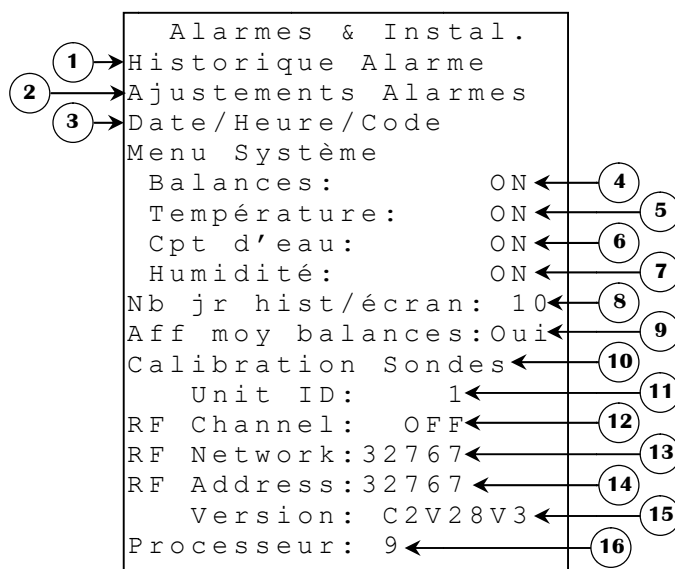 Alarmes & Instal.
1 Historique Alarme
2 Ajustements Alarmes
3 Date/Heure/Code
Menu Système
Balances: ON 4
Température: ON 5
Cpt d'eau: ON 6
Humidité: ON 7
Nb jr hist/écran: 10 8
Aff moy balances:Oui 9
Calibration Sondes 10
Unit ID: 1 11
RF Channel: OFF 12
RF Network:32767 13
RF Address:32767 14
Version: C2V28V3 15
Processeur: 9 16